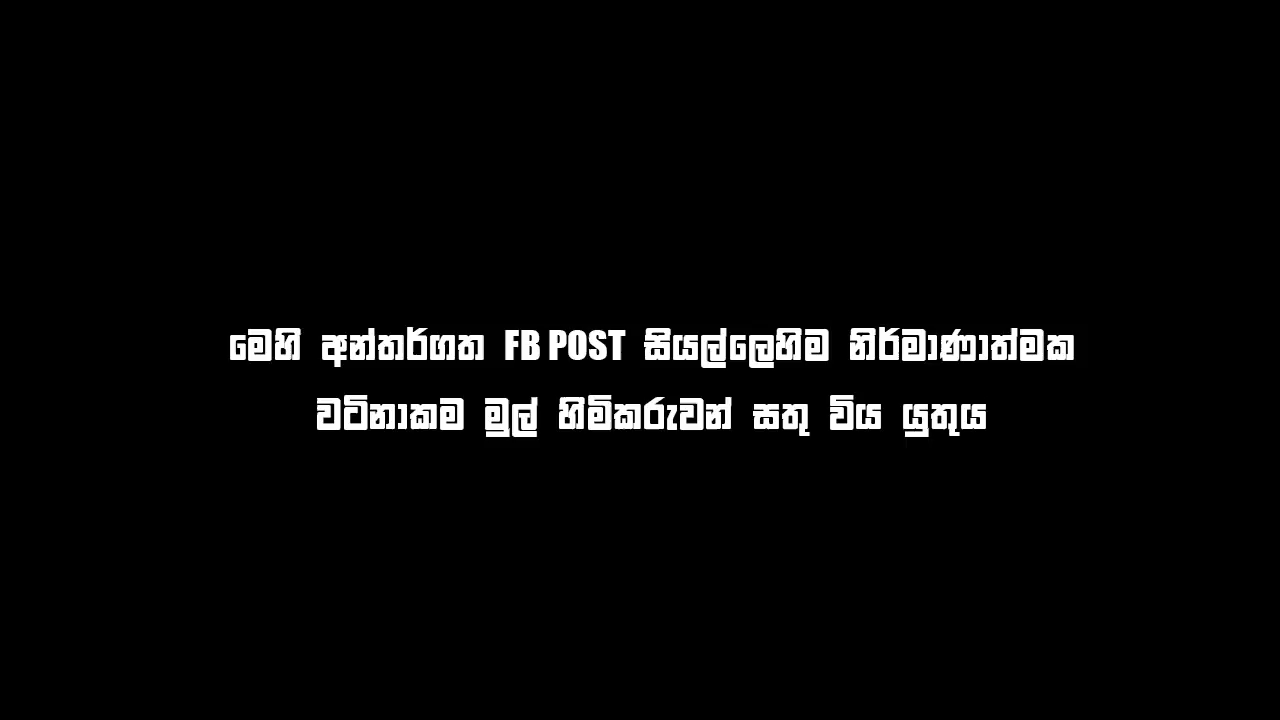 මෙහි අන්තර්ගත FB POST සියල්ලෙහිම නිර්මාණාත්මක
වටිනාකම මුල් හිමිකරුවන් සතු විය යුතුය